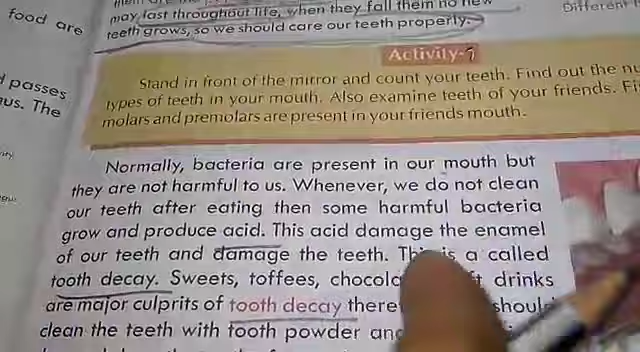 food are
passes
us. The
may last throughout life, when they fall them no new
teeth grows, so we should care our teeth properly.
Different
Activity-
Stand in front of the mirror and count your teeth. Find out the
types of teeth in your mouth. Also examine teeth of your friends.
molars and premolars are present in your friends mouth.
Normally, bacteria are present in our mouth but
they are not harmful to us. Whenever, we do not clean
our teeth after eating then some harmful bacteria
grow and produce acid. This acid damage the enamel
of our teeth and damage the teeth. This is a called
tooth decay. Sweets, toffees, drinks
are major culprits of tooth decay
clean the teeth with tooth powder